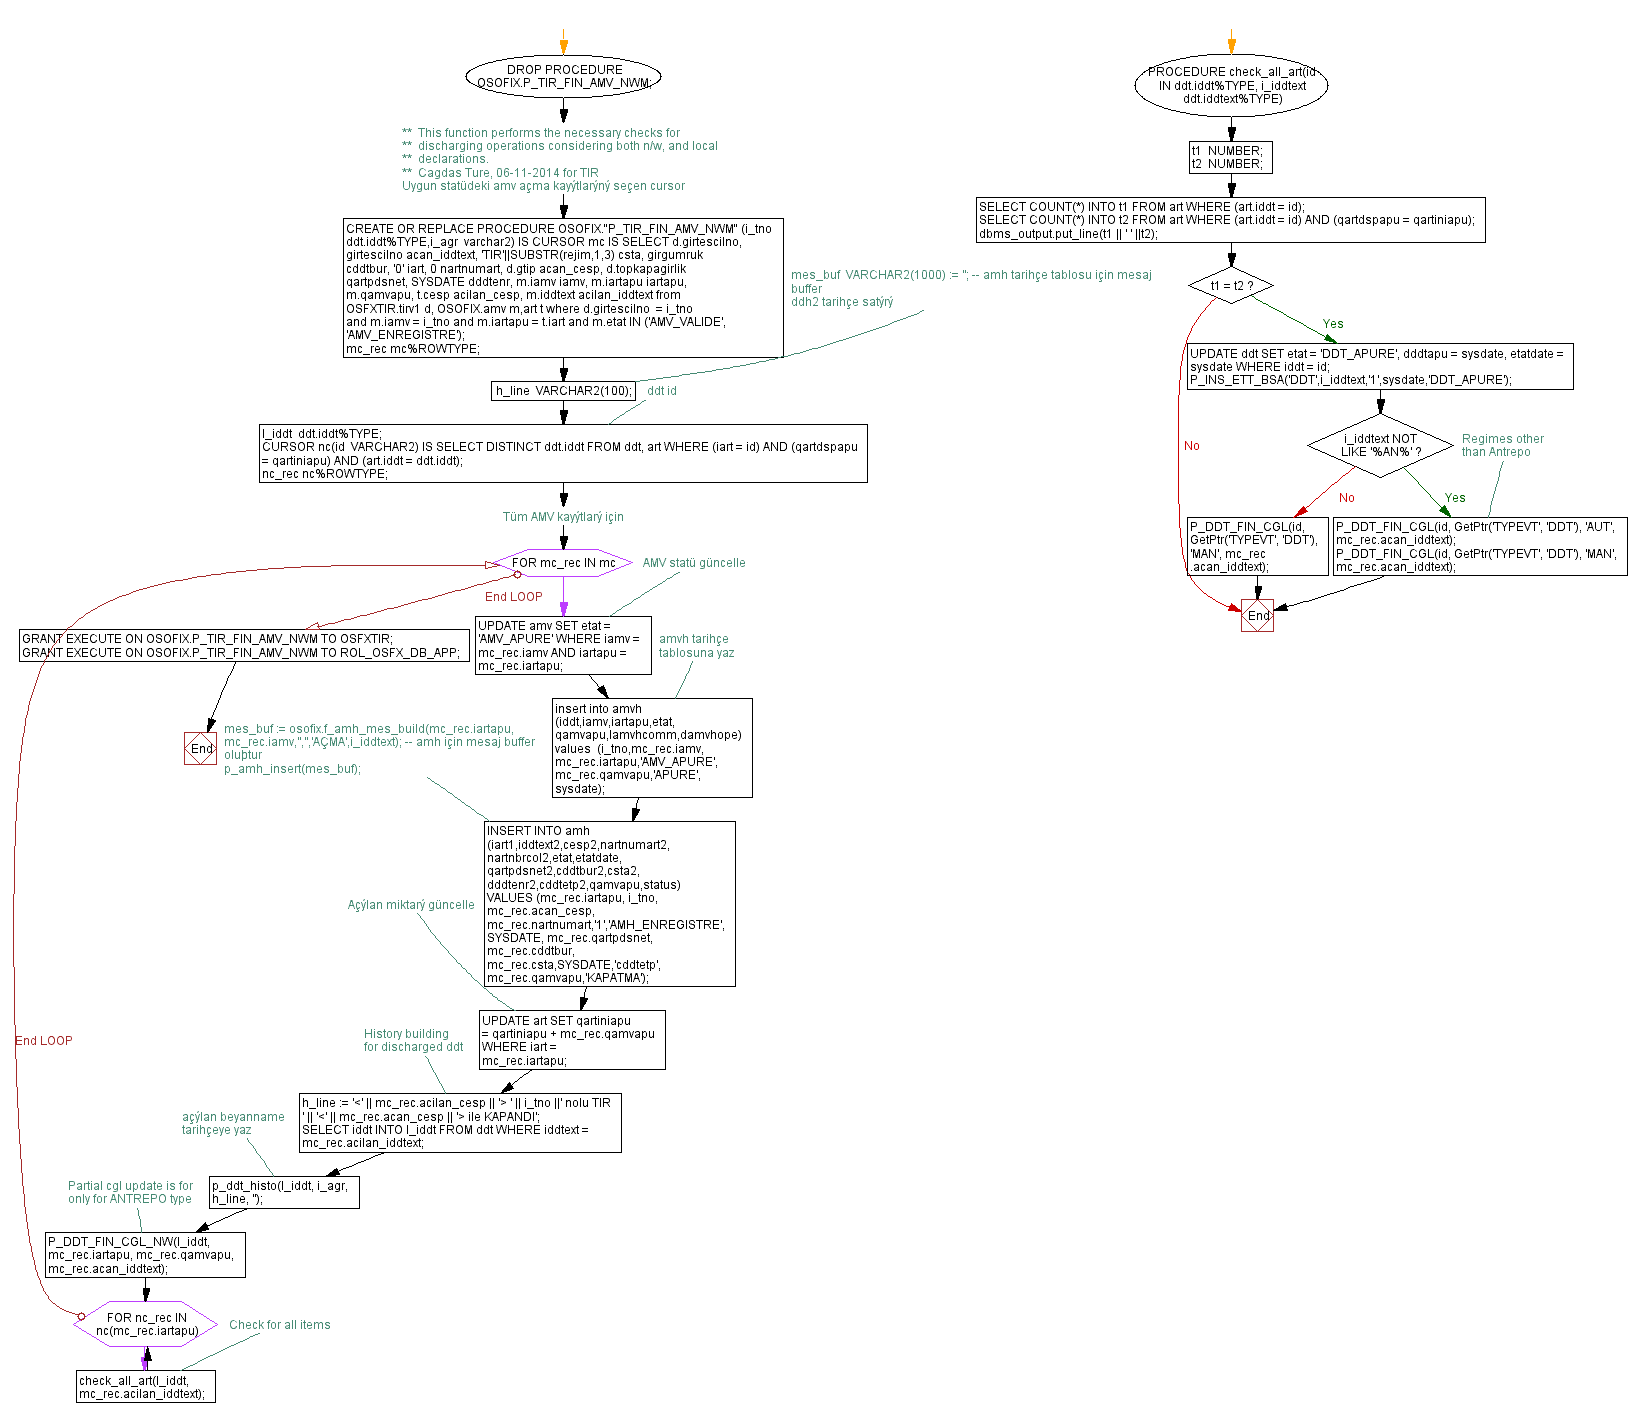 DROP PROCEDURE
OSOFIX.P_TIR_FIN_AMV_NWM;
**  This function performs the necessary checks for
**  discharging operations considering both n/w, and local
**  declarations.
**  Cagdas Ture, 06-11-2014 for TIR
Uygun statüdeki amv açma kayýtlarýný seçen cursor
CREATE OR REPLACE PROCEDURE OSOFIX."P_TIR_FIN_AMV_NWM" (i_tno
ddt.iddt%TYPE,i_agr  varchar2) IS CURSOR mc IS SELECT d.girtescilno,
girtescilno acan_iddtext, 'TIR'||SUBSTR(rejim,1,3) csta, girgumruk
cddtbur, '0' iart, 0 nartnumart, d.gtip acan_cesp, d.topkapagirlik
qartpdsnet, SYSDATE dddtenr, m.iamv iamv, m.iartapu iartapu,
m.qamvapu, t.cesp acilan_cesp, m.iddtext acilan_iddtext from
OSFXTIR.tirv1 d, OSOFIX.amv m,art t where d.girtescilno  = i_tno
and m.iamv = i_tno and m.iartapu = t.iart and m.etat IN ('AMV_VALIDE',
'AMV_ENREGISTRE');
mc_rec mc%ROWTYPE;
mes_buf  VARCHAR2(1000) := ''; -- amh tarihçe tablosu için mesaj
buffer
ddh2 tarihçe satýrý
h_line  VARCHAR2(100);
ddt id
l_iddt  ddt.iddt%TYPE;
CURSOR nc(id  VARCHAR2) IS SELECT DISTINCT ddt.iddt FROM ddt, art WHERE (iart = id) AND (qartdspapu
= qartiniapu) AND (art.iddt = ddt.iddt);
nc_rec nc%ROWTYPE;
Tüm AMV kayýtlarý için
FOR mc_rec IN mc
AMV statü güncelle
End LOOP
GRANT EXECUTE ON OSOFIX.P_TIR_FIN_AMV_NWM TO OSFXTIR;
GRANT EXECUTE ON OSOFIX.P_TIR_FIN_AMV_NWM TO ROL_OSFX_DB_APP;
End
UPDATE amv SET etat =
'AMV_APURE' WHERE iamv =
mc_rec.iamv AND iartapu =
mc_rec.iartapu;
amvh tarihçe
tablosuna yaz
insert into amvh
(iddt,iamv,iartapu,etat,
qamvapu,lamvhcomm,damvhope)
values  (i_tno,mc_rec.iamv,
mc_rec.iartapu,'AMV_APURE',
mc_rec.qamvapu,'APURE',
sysdate);
mes_buf := osofix.f_amh_mes_build(mc_rec.iartapu,
mc_rec.iamv,'','','AÇMA',i_iddtext); -- amh için mesaj buffer
oluþtur
p_amh_insert(mes_buf);
INSERT INTO amh
(iart1,iddtext2,cesp2,nartnumart2,
nartnbrcol2,etat,etatdate,
qartpdsnet2,cddtbur2,csta2,
dddtenr2,cddtetp2,qamvapu,status)
VALUES (mc_rec.iartapu, i_tno,
mc_rec.acan_cesp,
mc_rec.nartnumart,'1','AMH_ENREGISTRE',
SYSDATE, mc_rec.qartpdsnet,
mc_rec.cddtbur,
mc_rec.csta,SYSDATE,'cddtetp',
mc_rec.qamvapu,'KAPATMA');
Açýlan miktarý güncelle
UPDATE art SET qartiniapu
= qartiniapu + mc_rec.qamvapu
WHERE iart =
mc_rec.iartapu;
History building
for discharged ddt
h_line := '<' || mc_rec.acilan_cesp || '> ' || i_tno ||' nolu TIR
' || '<' || mc_rec.acan_cesp || '> ile KAPANDI';
SELECT iddt INTO l_iddt FROM ddt WHERE iddtext =
mc_rec.acilan_iddtext;
açýlan beyanname
tarihçeye yaz
p_ddt_histo(l_iddt, i_agr,
h_line, '');
Partial cgl update is for
only for ANTREPO type
P_DDT_FIN_CGL_NW(l_iddt,
mc_rec.iartapu, mc_rec.qamvapu,
mc_rec.acan_iddtext);
End LOOP
FOR nc_rec IN
nc(mc_rec.iartapu)
Check for all items
check_all_art(l_iddt,
mc_rec.acilan_iddtext);
PROCEDURE check_all_art(id
IN ddt.iddt%TYPE, i_iddtext
ddt.iddtext%TYPE)
t1  NUMBER;
t2  NUMBER;
SELECT COUNT(*) INTO t1 FROM art WHERE (art.iddt = id);
SELECT COUNT(*) INTO t2 FROM art WHERE (art.iddt = id) AND (qartdspapu = qartiniapu);
dbms_output.put_line(t1 || ' ' ||t2);
t1 = t2 ?
Yes
No
UPDATE ddt SET etat = 'DDT_APURE', dddtapu = sysdate, etatdate =
sysdate WHERE iddt = id;
P_INS_ETT_BSA('DDT',i_iddtext,'1',sysdate,'DDT_APURE');
i_iddtext NOT
LIKE '%AN%' ?
Regimes other
than Antrepo
No
Yes
P_DDT_FIN_CGL(id,
GetPtr('TYPEVT', 'DDT'),
'MAN', mc_rec
.acan_iddtext);
P_DDT_FIN_CGL(id, GetPtr('TYPEVT', 'DDT'), 'AUT',
mc_rec.acan_iddtext);
P_DDT_FIN_CGL(id, GetPtr('TYPEVT', 'DDT'), 'MAN',
mc_rec.acan_iddtext);
End